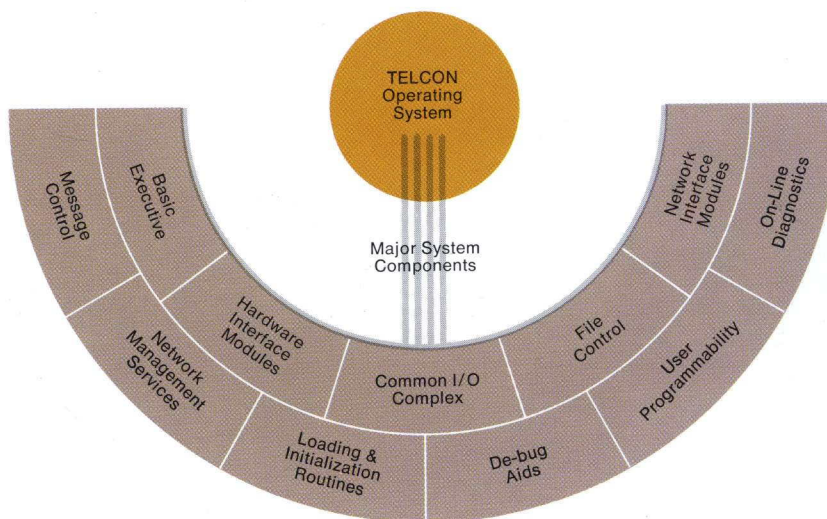 TELCON
Operating
System
Major System
Components
Message
Control
Basic
Executive
Network
Management
Services
Hardware
Interface
Modules
Loading &
Initialization
Routines
Common I/O
Complex
De-bug
Aids
File
Control
User
Programmability
Network
Interface
Modules
On-Line
Diagnostics